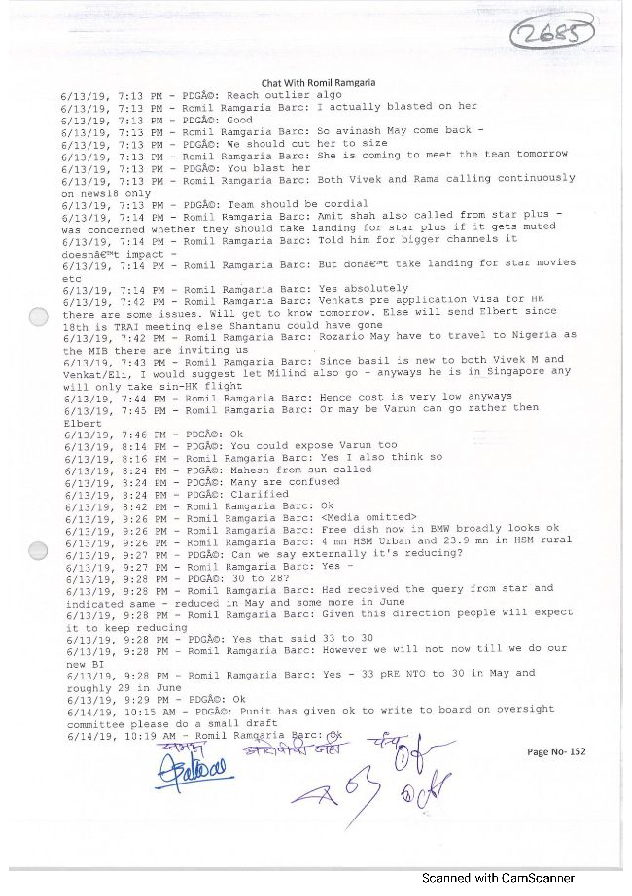 2685
Chat With Romil Ramgaria
6/13/19, 7:13 PM - PDGÂ©: Reach outlier algo
6/13/19, 7:13 PM - Romil Ramgaria Barc: I actually blasted on her
6/13/19, 7:13 PM - PDGÂ©: Good
6/13/19, 7:13 PM - Romil Ramgaria Barc: So avinash May come back -
6/13/19, 7:13 PM - PDGÂ©: We should cut her to size
6/13/19, 7:13 PM - Romil Ramgaria Barc: She is coming to meet the team tomorrow
6/13/19, 7:13 PM - PDGÂ©: You blast her
6/13/19, 7:13 PM - Romil Ramgaria Barc: Both Vivek and Rama calling continuously
on news18 only
6/13/19, 7:13 PM - PDGÂ©: Team should be cordial
6/13/19, 7:14 PM - Romil Ramgaria Barc: Amit shah also called from star plus -
was concerned whether they should take landing for star plus if it gets muted
6/13/19, 7:14 PM - Romil Ramgaria Barc: Told him for bigger channels it
doesnâ€™t impact -
6/13/19, 7:14 PM - Romil Ramgaria Barc: But donâ€™t take landing for star movies
etc
6/13/19, 7:14 PM - Romil Ramgaria Barc: Yes absolutely
6/13/19, 7:42 PM - Romil Ramgaria Barc: Venkats pre application Visa for HK
there are some issues. Will get to know tomorrow. Else will send Elbert since
18th is TRAI meeting else Shantanu could have gone
6/13/19, 7:42 PM - Romil Ramgaria Barc: Rozario May have to travel to Nigeria as
the MIB there are inviting us
6/13/19, 7:43 PM - Romil Ramgaria Barc: Since basil is new to both Vivek M and
Venkat/Eli, I would suggest let Milind also go - anyways he is in Singapore any
will only take sin-HK flight
6/13/19, 7:44 PM - Romil Ramgaria Barc: Hence cost is very low anyways
6/13/19, 7:45 PM - Romil Ramgaria Barc: Or may be Varun can go rather then
Elbert
6/13/19, 7:46 PM - PDGÂ©: Ok
6/13/19, 8:14 PM - PDGÂ©: You could expose Varun too
6/13/19, 8:16 PM - Romil Ramgaria Barc: Yes I also think so
6/13/19, 8:24 PM - PDGÂ©: Mahesh from sun called
6/13/19, 8:24 PM - PDGÂ©: Many are confused
6/13/19, 8:24 PM - PDGÂ©: Clarified
6/13/19, 8:42 PM - Romil Ramgaria Barc: Ok
6/13/19, 9:26 PM - Romil Ramgaria Barc: <Media omitted>
6/13/19, 9:26 PM - Romil Ramgaria Barc: Free dish now in BMW broadly looks ok
6/13/19, 9:26 PM - Romil Ramgaria Barc: 4 mn HSM Urban and 23.9 mn in HSM rural
6/13/19, 9:27 PM - PDGÂ©: Can we say externally it's reducing?
6/13/19, 9:27 PM - Romil Ramgaria Barc: Yes -
6/13/19, 9:28 PM - PDGÂ©: 30 to 28?
6/13/19, 9:28 PM - Romil Ramgaria Barc: Had received the query from star and
indicated same - reduced in May and some more in June
6/13/19, 9:28 PM - Romil Ramgaria Barc: Given this direction people will expect
it to keep reducing
6/13/19, 9:28 PM - PDGÂ©: Yes that said 33 to 30
6/13/19, 9:28 PM - Romil Ramgaria Barc: However we will not now till we do our
new BI
6/13/19, 9:28 PM - Romil Ramgaria Barc: Yes - 33 pRE NTO to 30 in May and
roughly 29 in June
6/13/19, 9:29 PM - PDGÂ©: Ok
6/14/19, 10:15 AM - PDGÂ©: Punit has given ok to write to board on oversight
committee please do a small draft
6/14/19, 10:19 AM - Romil Ramgaria Barc: Ok
Page No- 152
Scanned with CamScanner